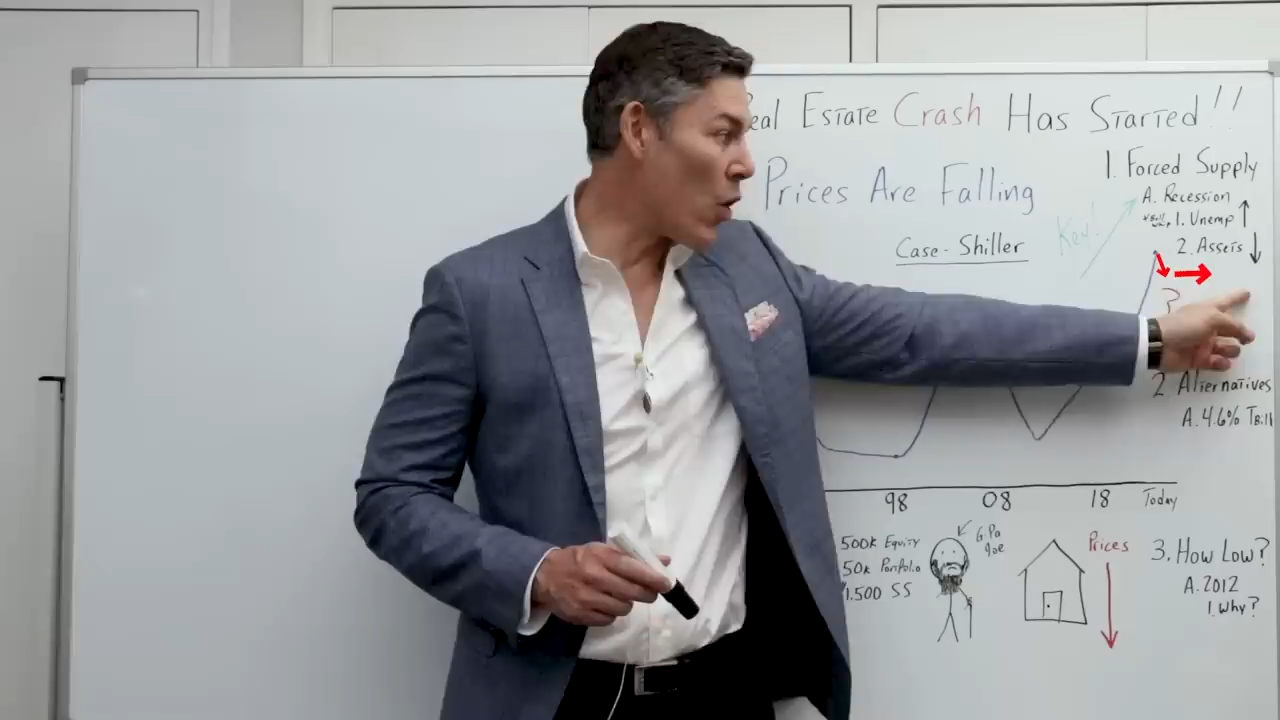 eal Estate Crash Has Started!!
Prices Are Falling
Case-Shiller
Key!
1. Forced Supply
A. Recession
1. Unemp ↑
2. Assets ↓
3
2 Alternatives
A. 4.6% TBill
98 08 18 Today
500k Equity
50k Portfolio
1,500 SS
G.Pa
Joe
Prices
3. How Low?
A. 2012
1. Why?